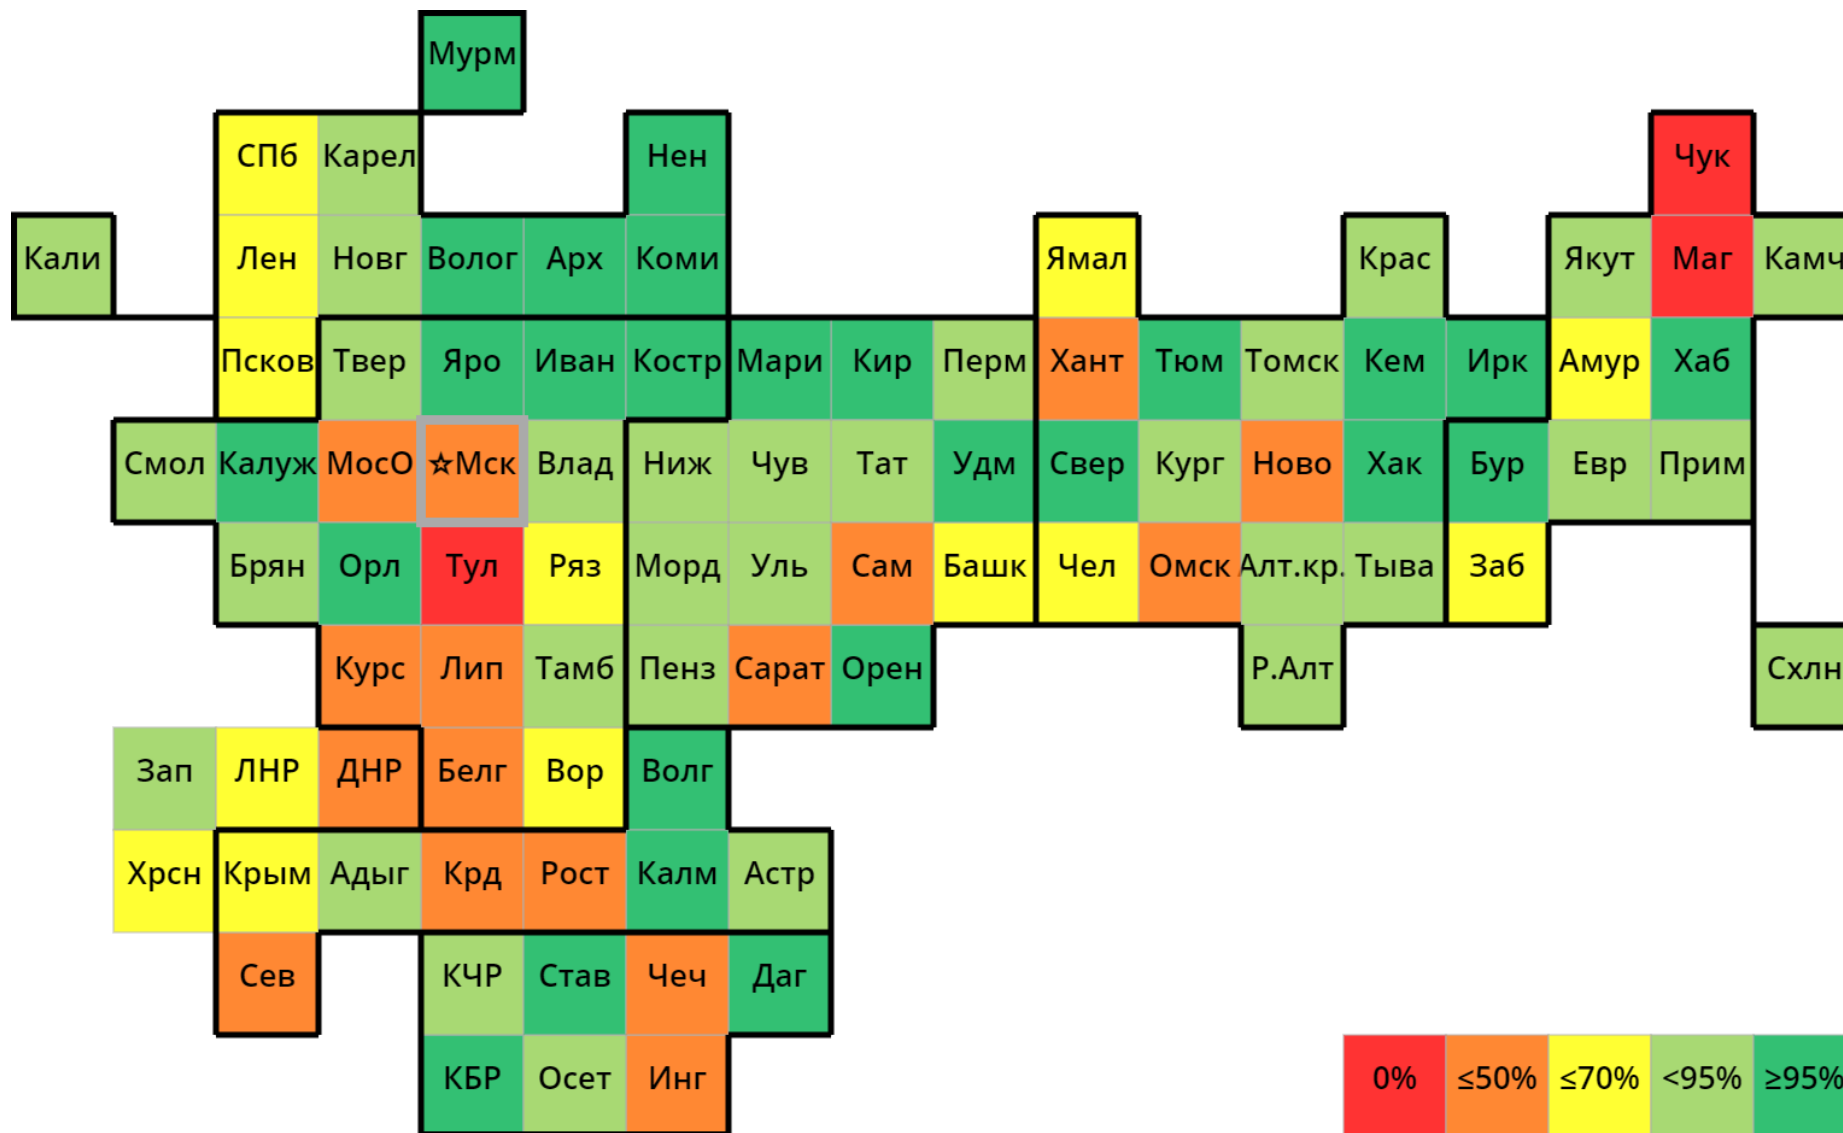 Мурм
СПб Карел Нен Чук
Кали Лен Новг Волог Арх Коми Ямал Крас Якут Маг Камч
Псков Твер Яро Иван Костр Мари Кир Перм Хант Тюм Томск Кем Ирк Амур Хаб
Смол Калуж МосО ☆Мск Влад Ниж Чув Тат Удм Свер Кург Ново Хак Бур Евр Прим
Брян Орл Тул Ряз Морд Уль Сам Башк Чел Омск Алт.кр. Тыва Заб
Курс Лип Тамб Пенз Сарат Орен Р.Алт Схлн
Зап ЛНР ДНР Белг Вор Волг
Хрсн Крым Адыг Крд Рост Калм Астр
Сев КЧР Став Чеч Даг
КБР Осет Инг 0% ≤50% ≤70% <95% ≥95%